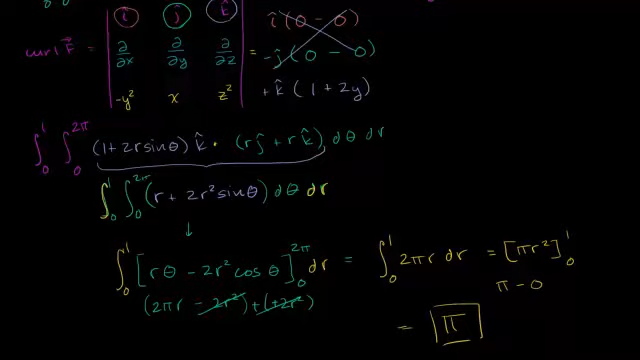 î ĵ k̂ î(0 − 0)
curl F⃗ = | ∂/∂x ∂/∂y ∂/∂z | = −ĵ(0 − 0)
−y² x z² +k̂(1+2y)
∫₀¹ ∫₀^2π (1+2r sinθ) k̂ · (r ĵ + r k̂) dθ dr
∫₀¹ ∫₀^2π (r + 2r² sinθ) dθ dr
↓
∫₀¹ [rθ − 2r² cosθ]₀^2π dr = ∫₀¹ 2πr dr = [πr²]₀¹
(2πr − 2r²) + (+2r²) π − 0
= π